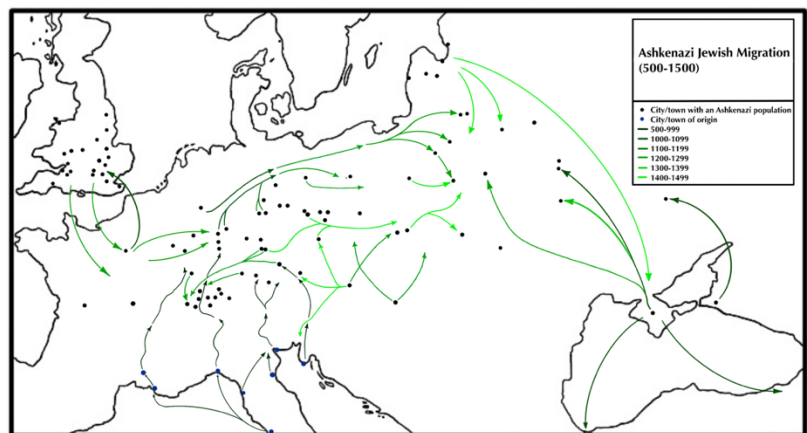 Ashkenazi Jewish Migration
(500-1500)
City/town with an Ashkenazi population
City/town of origin
500-999
1000-1099
1100-1199
1200-1299
1300-1399
1400-1499